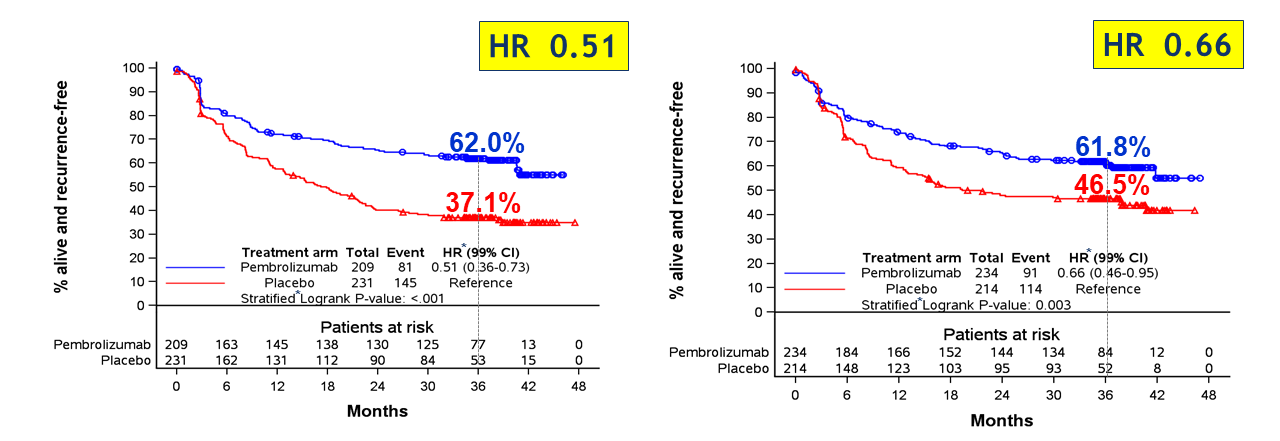 HR 0.51
% alive and recurrence-free
100
90
80
70
60
50
40
30
20
10
0
62.0%
37.1%
Treatment arm Total Event HR* (99% CI)
Pembrolizumab 209 81 0.51 (0.36-0.73)
Placebo 231 145 Reference
Stratified* Logrank P-value: <.001
Patients at risk
Pembrolizumab 209 163 145 138 130 125 77 13 0
Placebo 231 162 131 112 90 84 53 15 0
0 6 12 18 24 30 36 42 48
Months
HR 0.66
% alive and recurrence-free
100
90
80
70
60
50
40
30
20
10
0
61.8%
46.5%
Treatment arm Total Event HR* (99% CI)
Pembrolizumab 234 91 0.66 (0.46-0.95)
Placebo 214 114 Reference
Stratified* Logrank P-value: 0.003
Patients at risk
Pembrolizumab 234 184 166 152 144 134 84 12 0
Placebo 214 148 123 103 95 93 52 8 0
0 6 12 18 24 30 36 42 48
Months